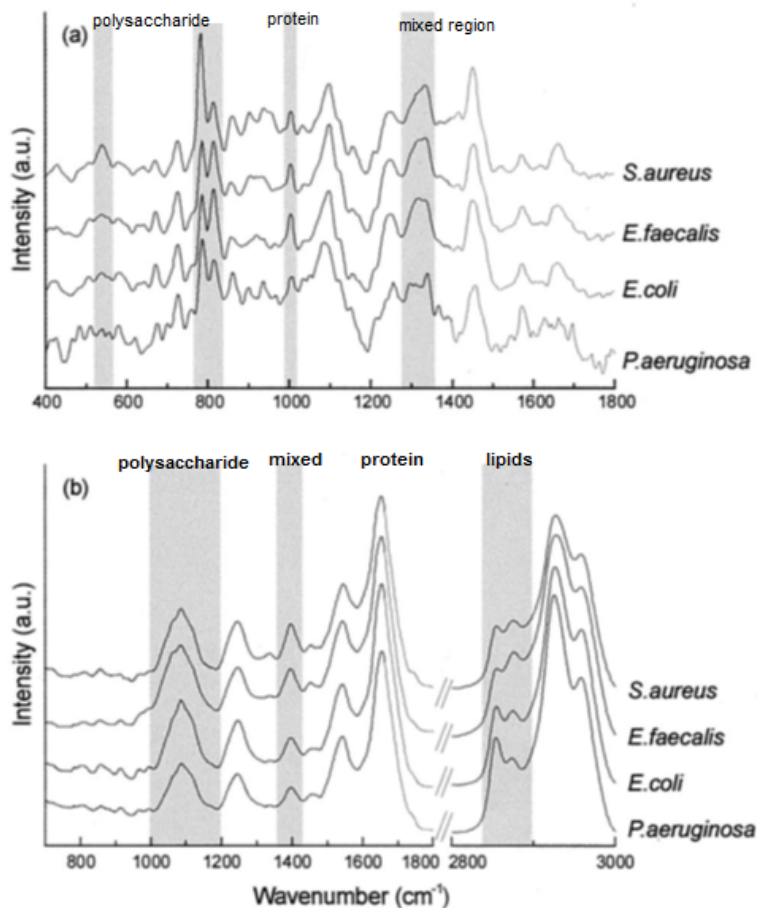 polysaccharide protein mixed region
(a)
Intensity (a.u.)
S.aureus
E.faecalis
E.coli
P.aeruginosa
400 600 800 1000 1200 1400 1600 1800
polysaccharide mixed protein lipids
(b)
Intensity (a.u.)
S.aureus
E.faecalis
E.coli
P.aeruginosa
800 1000 1200 1400 1600 1800 2800 3000
Wavenumber (cm⁻¹)